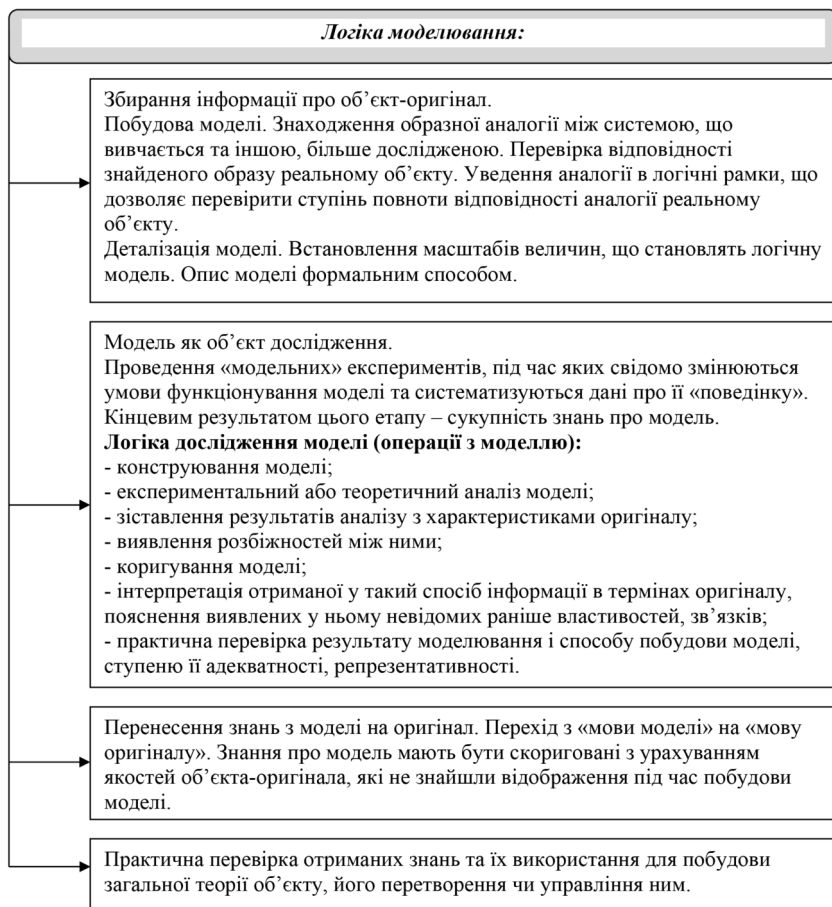 Логіка моделювання:
Збирання інформації про об’єкт-оригінал.
Побудова моделі. Знаходження образної аналогії між системою, що
вивчається та іншою, більше дослідженою. Перевірка відповідності
знайденого образу реальному об’єкту. Уведення аналогії в логічні рамки, що
дозволяє перевірити ступінь повноти відповідності аналогії реальному
об’єкту.
Деталізація моделі. Встановлення масштабів величин, що становлять логічну
модель. Опис моделі формальним способом.
Модель як об’єкт дослідження.
Проведення «модельних» експериментів, під час яких свідомо змінюються
умови функціонування моделі та систематизуються дані про її «поведінку».
Кінцевим результатом цього етапу – сукупність знань про модель.
Логіка дослідження моделі (операції з моделлю):
- конструювання моделі;
- експериментальний або теоретичний аналіз моделі;
- зіставлення результатів аналізу з характеристиками оригіналу;
- виявлення розбіжностей між ними;
- коригування моделі;
- інтерпретація отриманої у такий спосіб інформації в термінах оригіналу,
пояснення виявлених у ньому невідомих раніше властивостей, зв’язків;
- практична перевірка результату моделювання і способу побудови моделі,
ступеню її адекватності, репрезентативності.
Перенесення знань з моделі на оригінал. Перехід з «мови моделі» на «мову
оригіналу». Знання про модель мають бути скориговані з урахуванням
якостей об’єкта-оригінала, які не знайшли відображення під час побудови
моделі.
Практична перевірка отриманих знань та їх використання для побудови
загальної теорії об’єкту, його перетворення чи управління ним.